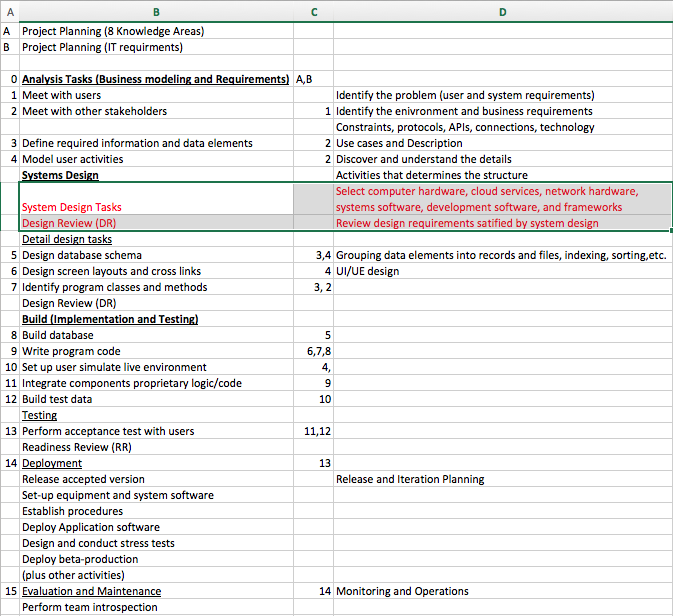 A B C D
A Project Planning (8 Knowledge Areas)
B Project Planning (IT requirments)
0 Analysis Tasks (Business modeling and Requirements) A,B
1 Meet with users Identify the problem (user and system requirements)
2 Meet with other stakeholders 1 Identify the enivronment and business requirements
Constraints, protocols, APIs, connections, technology
3 Define required information and data elements 2 Use cases and Description
4 Model user activities 2 Discover and understand the details
Systems Design Activities that determines the structure
Select computer hardware, cloud services, network hardware,
System Design Tasks systems software, development software, and frameworks
Design Review (DR) Review design requirements satified by system design
Detail design tasks
5 Design database schema 3,4 Grouping data elements into records and files, indexing, sorting,etc.
6 Design screen layouts and cross links 4 UI/UE design
7 Identify program classes and methods 3, 2
Design Review (DR)
Build (Implementation and Testing)
8 Build database 5
9 Write program code 6,7,8
10 Set up user simulate live environment 4,
11 Integrate components proprietary logic/code 9
12 Build test data 10
Testing
13 Perform acceptance test with users 11,12
Readiness Review (RR)
14 Deployment 13
Release accepted version Release and Iteration Planning
Set-up equipment and system software
Establish procedures
Deploy Application software
Design and conduct stress tests
Deploy beta-production
(plus other activities)
15 Evaluation and Maintenance 14 Monitoring and Operations
Perform team introspection